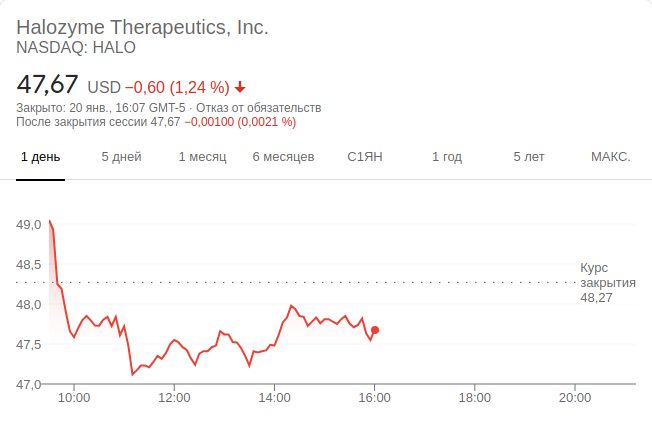 Halozyme Therapeutics, Inc.
NASDAQ: HALO
47,67 USD −0,60 (1,24 %)
Закрыто: 20 янв., 16:07 GMT-5 · Отказ от обязательств
После закрытия сессии 47,67 −0,00100 (0,0021 %)
1 день 5 дней 1 месяц 6 месяцев С1ЯН 1 год 5 лет МАКС.
49,0
48,5
Курс
закрытия
48,27
48,0
47,5
47,0
10:00 12:00 14:00 16:00 18:00 20:00